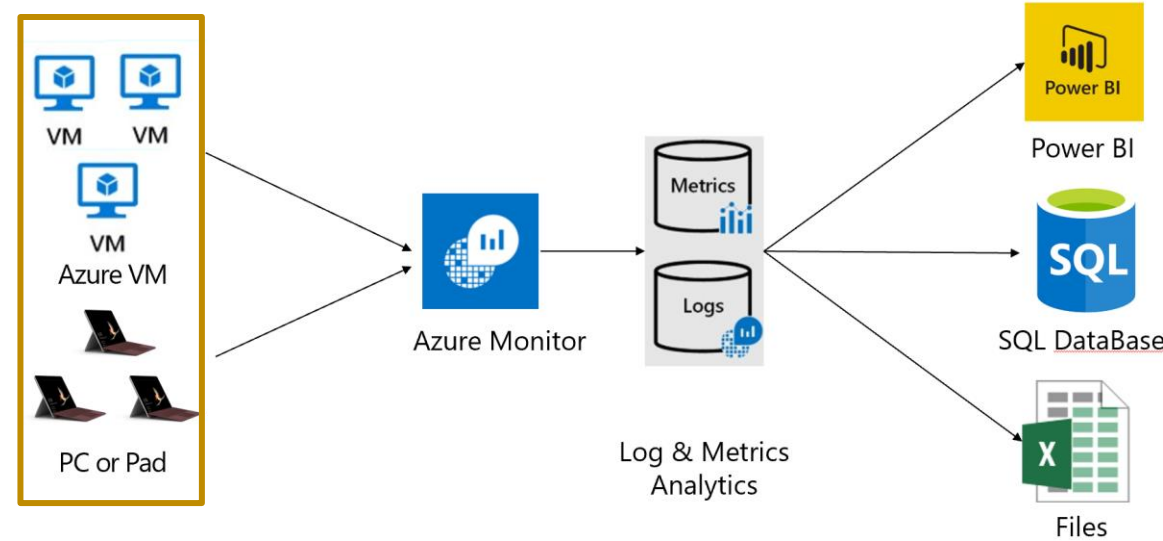 VM
VM
VM
Azure VM
PC or Pad
Azure Monitor
Metrics
Logs
Log & Metrics
Analytics
Power BI
Power BI
SQL
SQL DataBase
X
Files